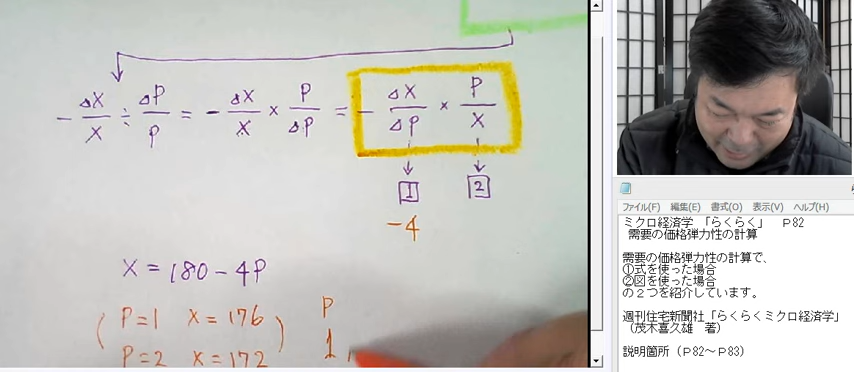 - ΔX/X ÷ ΔP/P = - ΔX/X × P/ΔP = - ΔX/ΔP × P/X
1 2
-4
X = 180 - 4P
( P=1 X = 176 )
P=2 X = 172
P
1
ファイル(F) 編集(E) 書式(O) 表示(V) ヘルプ(H)
ミクロ経済学 「らくらく」 P82
需要の価格弾力性の計算
需要の価格弾力性の計算で、
①式を使った場合
②図を使った場合
の2つを紹介しています。
週刊住宅新聞社「らくらくミクロ経済学」
(茂木喜久雄 著)
説明箇所(P82~P83)